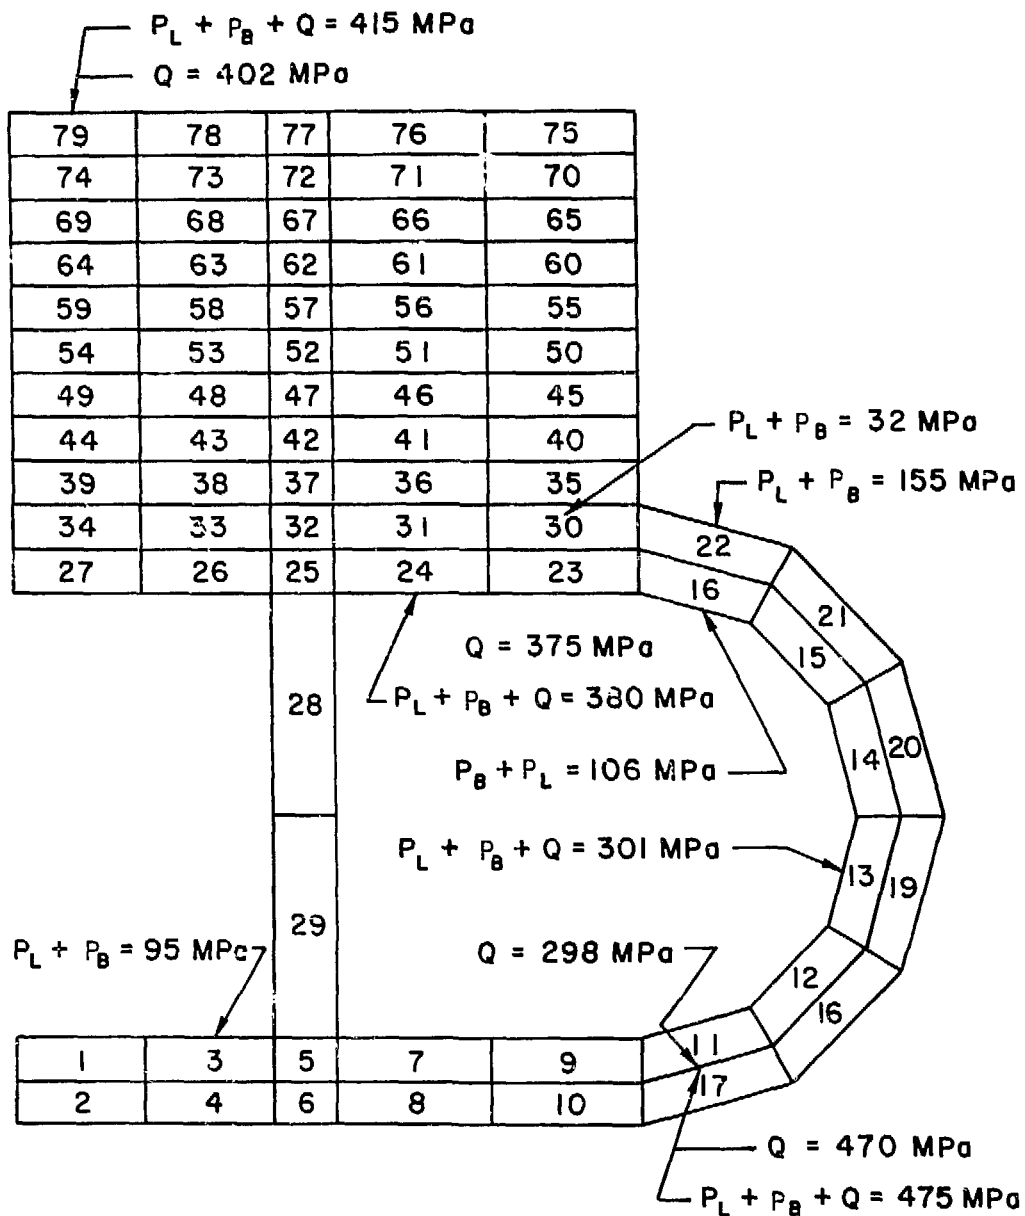 P_L + P_B + Q = 415 MPa
Q = 402 MPa
79 78 77 76 75
74 73 72 71 70
69 68 67 66 65
64 63 62 61 60
59 58 57 56 55
54 53 52 51 50
49 48 47 46 45
44 43 42 41 40
P_L + P_B = 32 MPa
39 38 37 36 35
P_L + P_B = 155 MPa
34 33 32 31 30
22
27 26 25 24 23
16
21
15
Q = 375 MPa
28
P_L + P_B + Q = 380 MPa
14 20
P_B + P_L = 106 MPa
P_L + P_B + Q = 301 MPa
13 19
29
P_L + P_B = 95 MPa
Q = 298 MPa
12
16
1 3 5 7 9 11
2 4 6 8 10 17
Q = 470 MPa
P_L + P_B + Q = 475 MPa